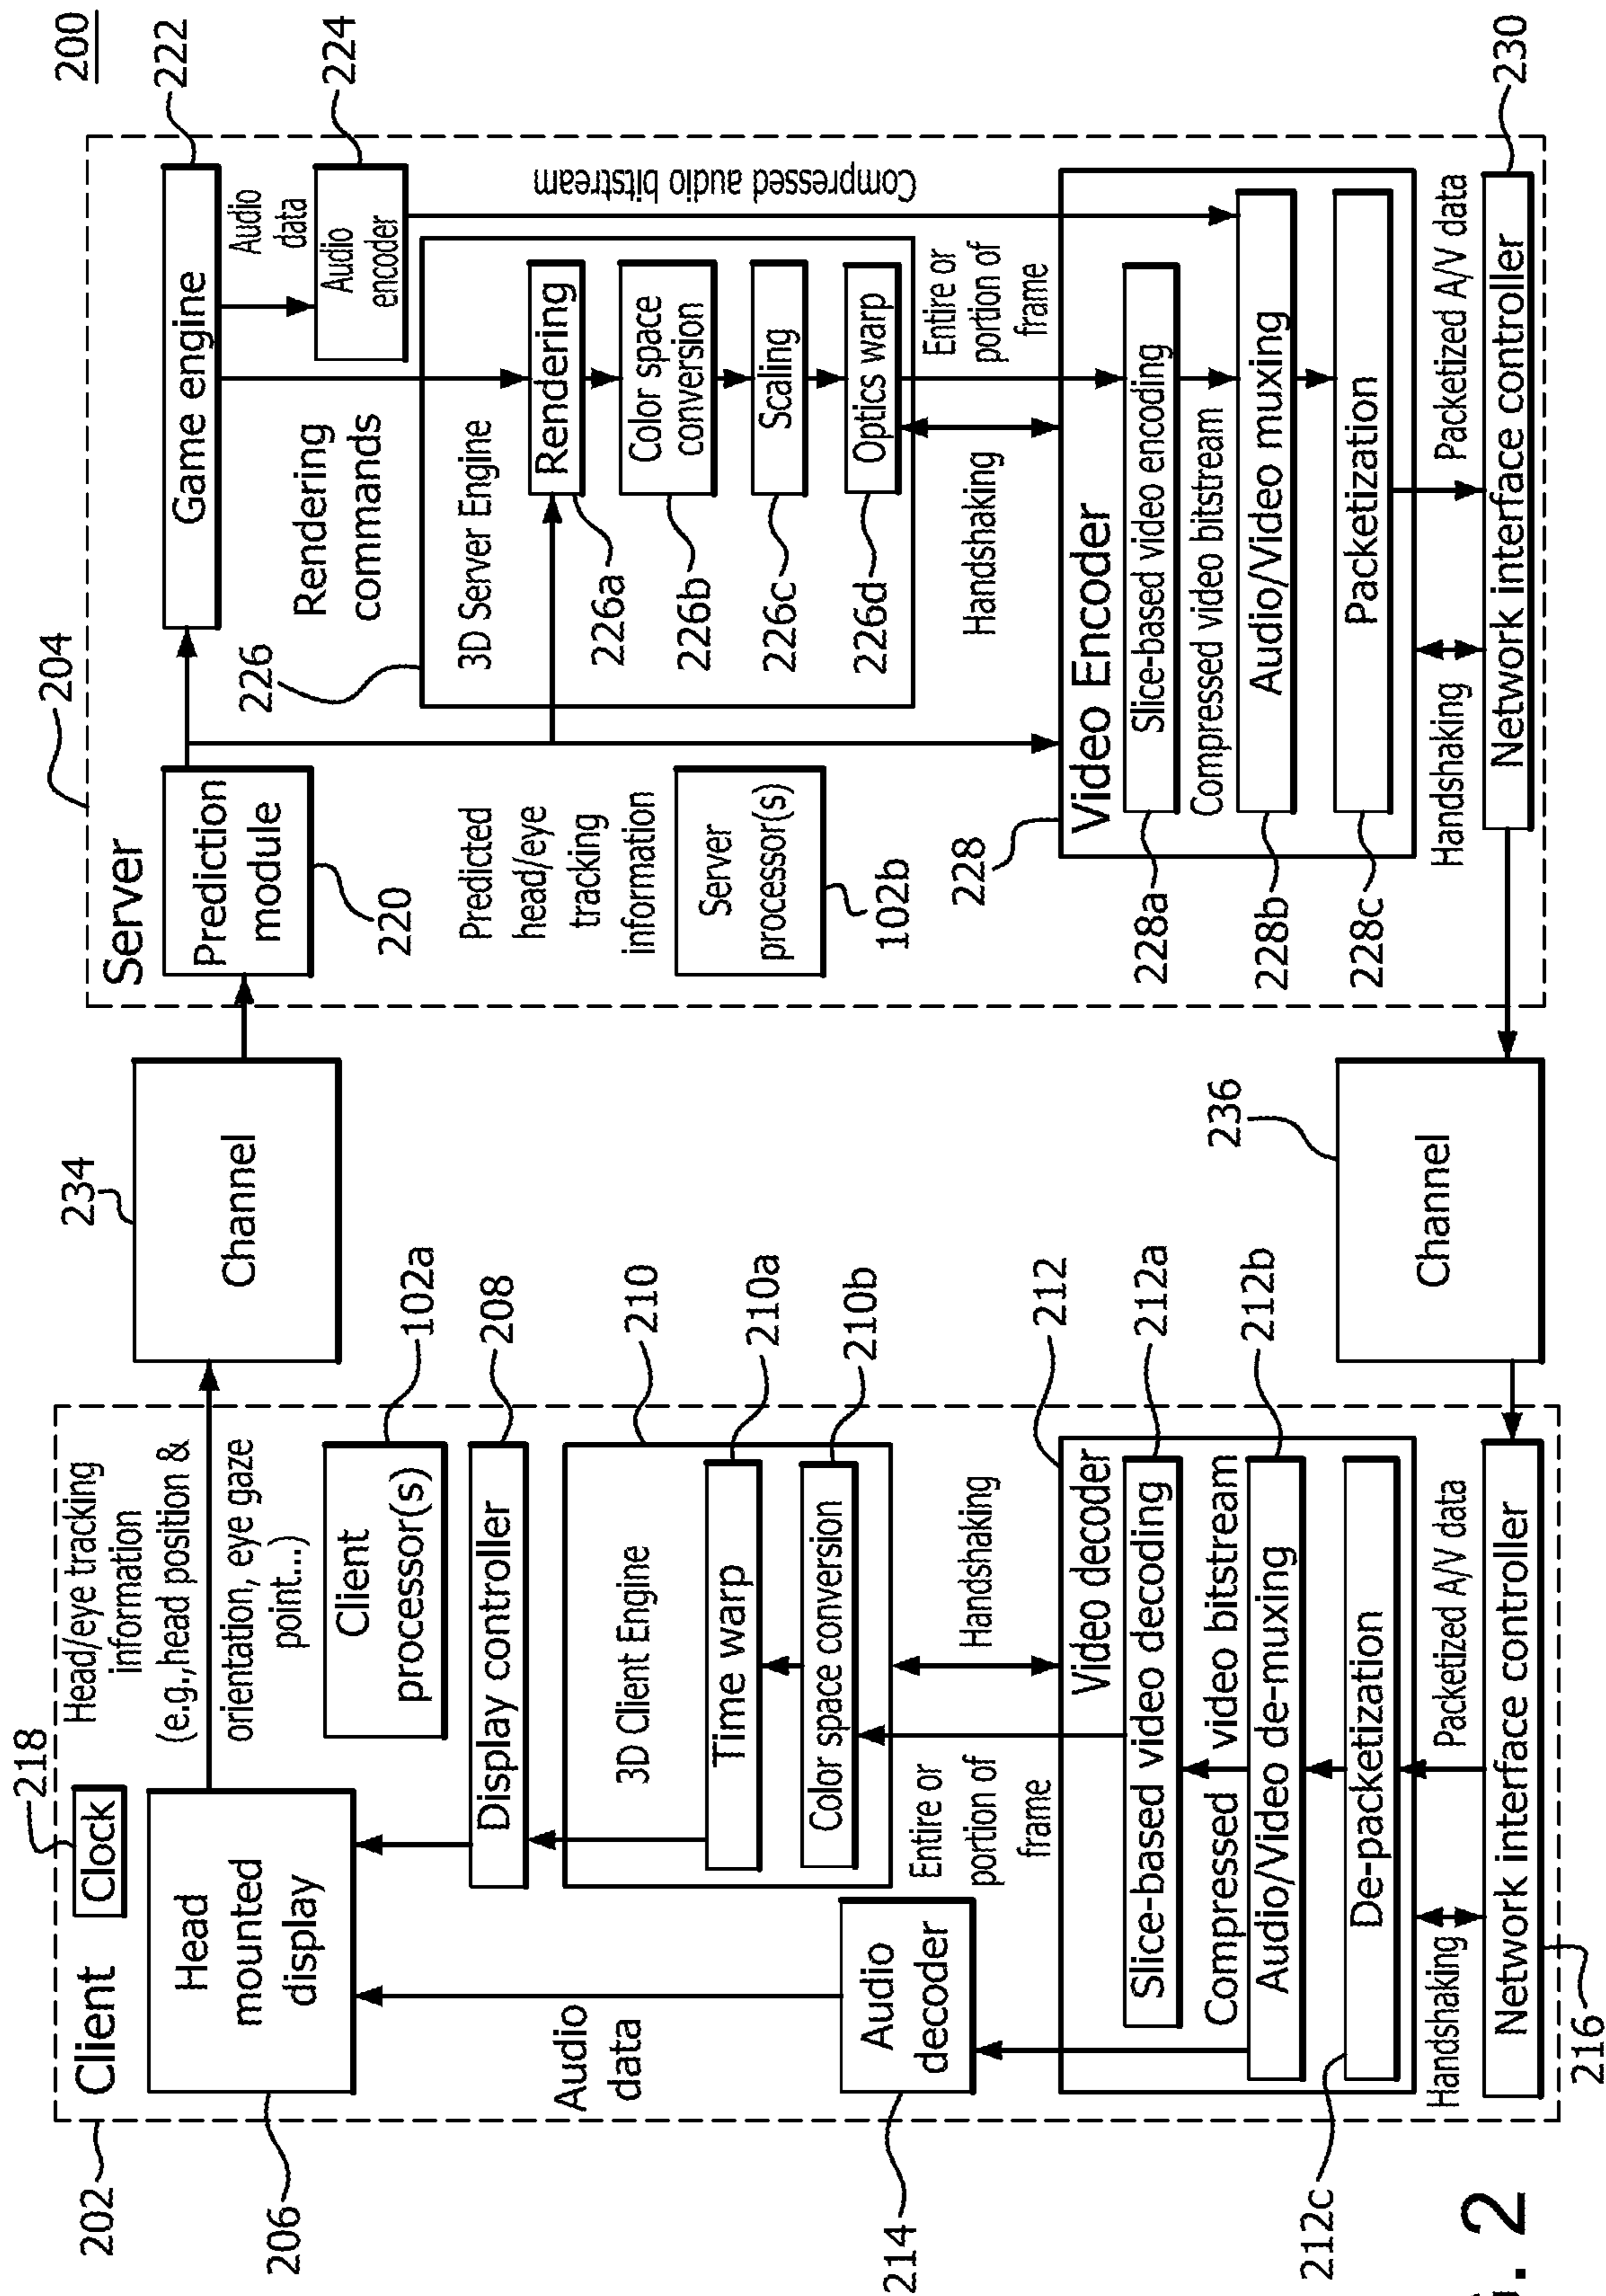 200
202
Client
218
Clock
Head/eye tracking
information
(e.g.,head position &
orientation, eye gaze
point...)
206
Head
mounted
display
Client
processor(s)
102a
Display controller
208
3D Client Engine
210
Time warp
210a
Color space conversion
210b
Audio
data
Audio
decoder
214
Entire or
portion of
frame
Handshaking
Video decoder
212
Slice-based video decoding
212a
Compressed video bitstream
Audio/Video de-muxing
212b
De-packetization
212c
Handshaking
Packetized A/V data
Network interface controller
216
234
Channel
236
Channel
204
Server
Prediction
module
220
Game engine
222
Audio
data
Audio
encoder
224
Rendering
commands
Compressed audio bitstream
Predicted
head/eye
tracking
information
Server
processor(s)
102b
226
3D Server Engine
Rendering
226a
Color space
conversion
226b
Scaling
226c
Optics warp
226d
Handshaking
Entire or
portion of
frame
228
Video Encoder
Slice-based video encoding
228a
Compressed video bitstream
Audio/Video muxing
228b
Packetization
228c
Handshaking
Packetized A/V data
Network interface controller
230
2